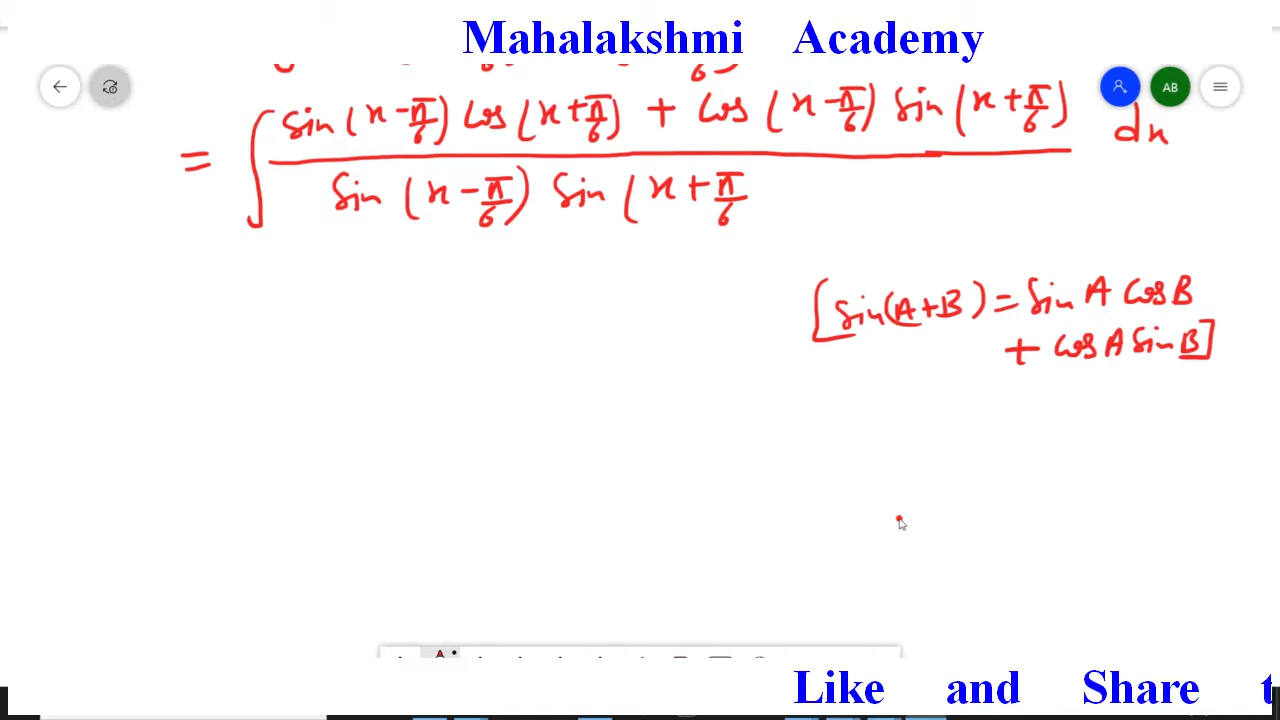 Mahalakshmi Academy
AB
= ∫ sin(x-π/6) cos(x+π/6) + cos(x-π/6) sin(x+π/6) dx
sin(x-π/6) sin(x+π/6
[sin(A+B) = sin A cos B
+ cos A sin B]
Like and Share t